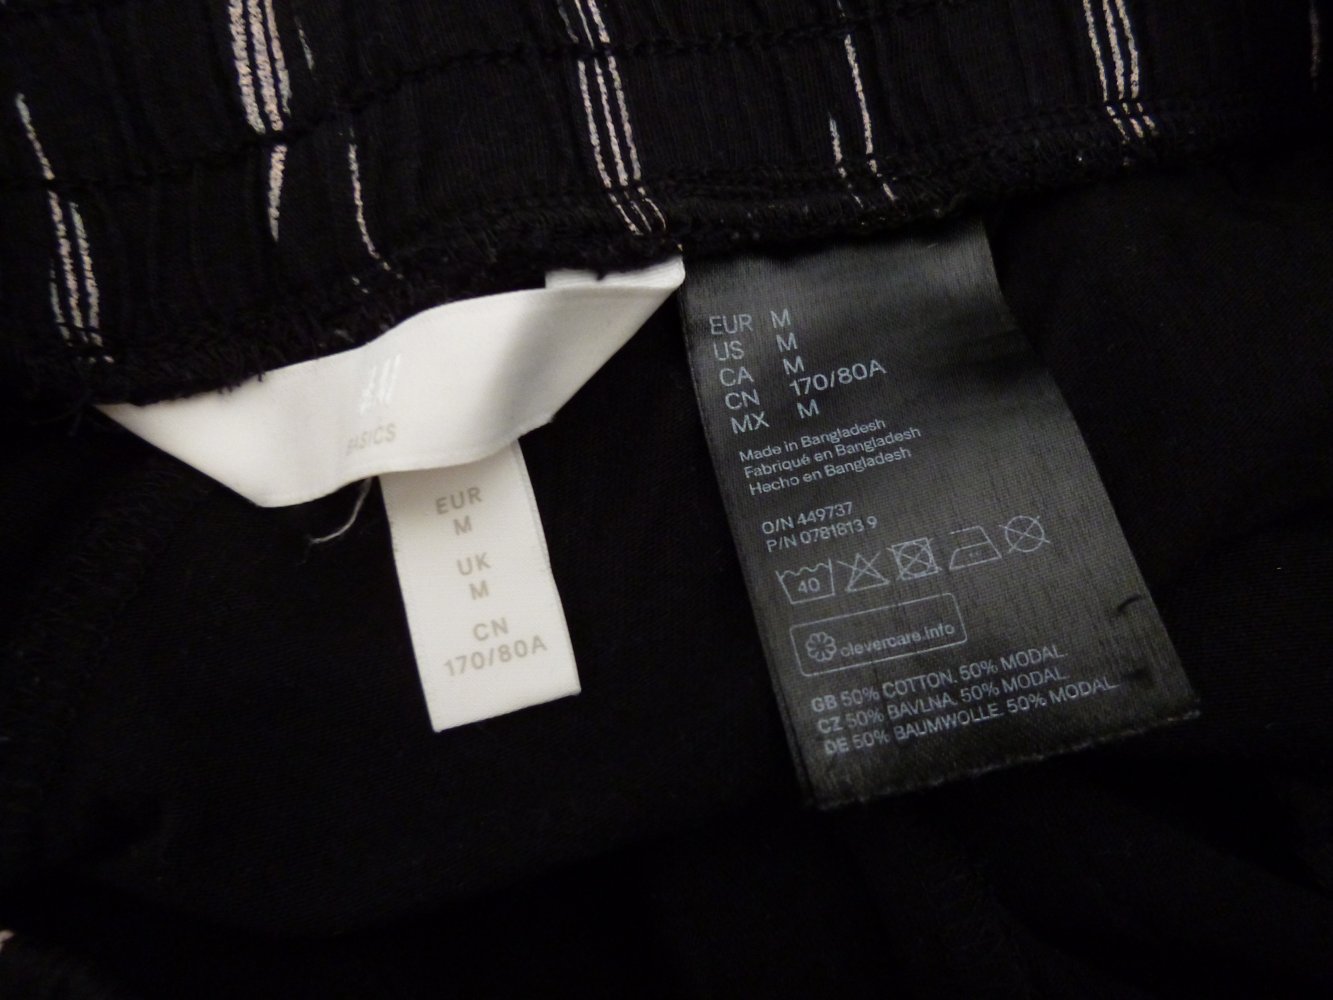 BASICS
EUR
M
UK
M
CN
170/80A
EUR M
US M
CA M
CN 170/80A
MX M
Made in Bangladesh
Fabriqué en Bangladesh
Hecho en Bangladesh
O/N 449737
P/N 0781813 9
40
clevercare.info
GB 50% COTTON. 50% MODAL
CZ 50% BAVLNA. 50% MODAL
DE 50% BAUMWOLLE. 50% MODAL